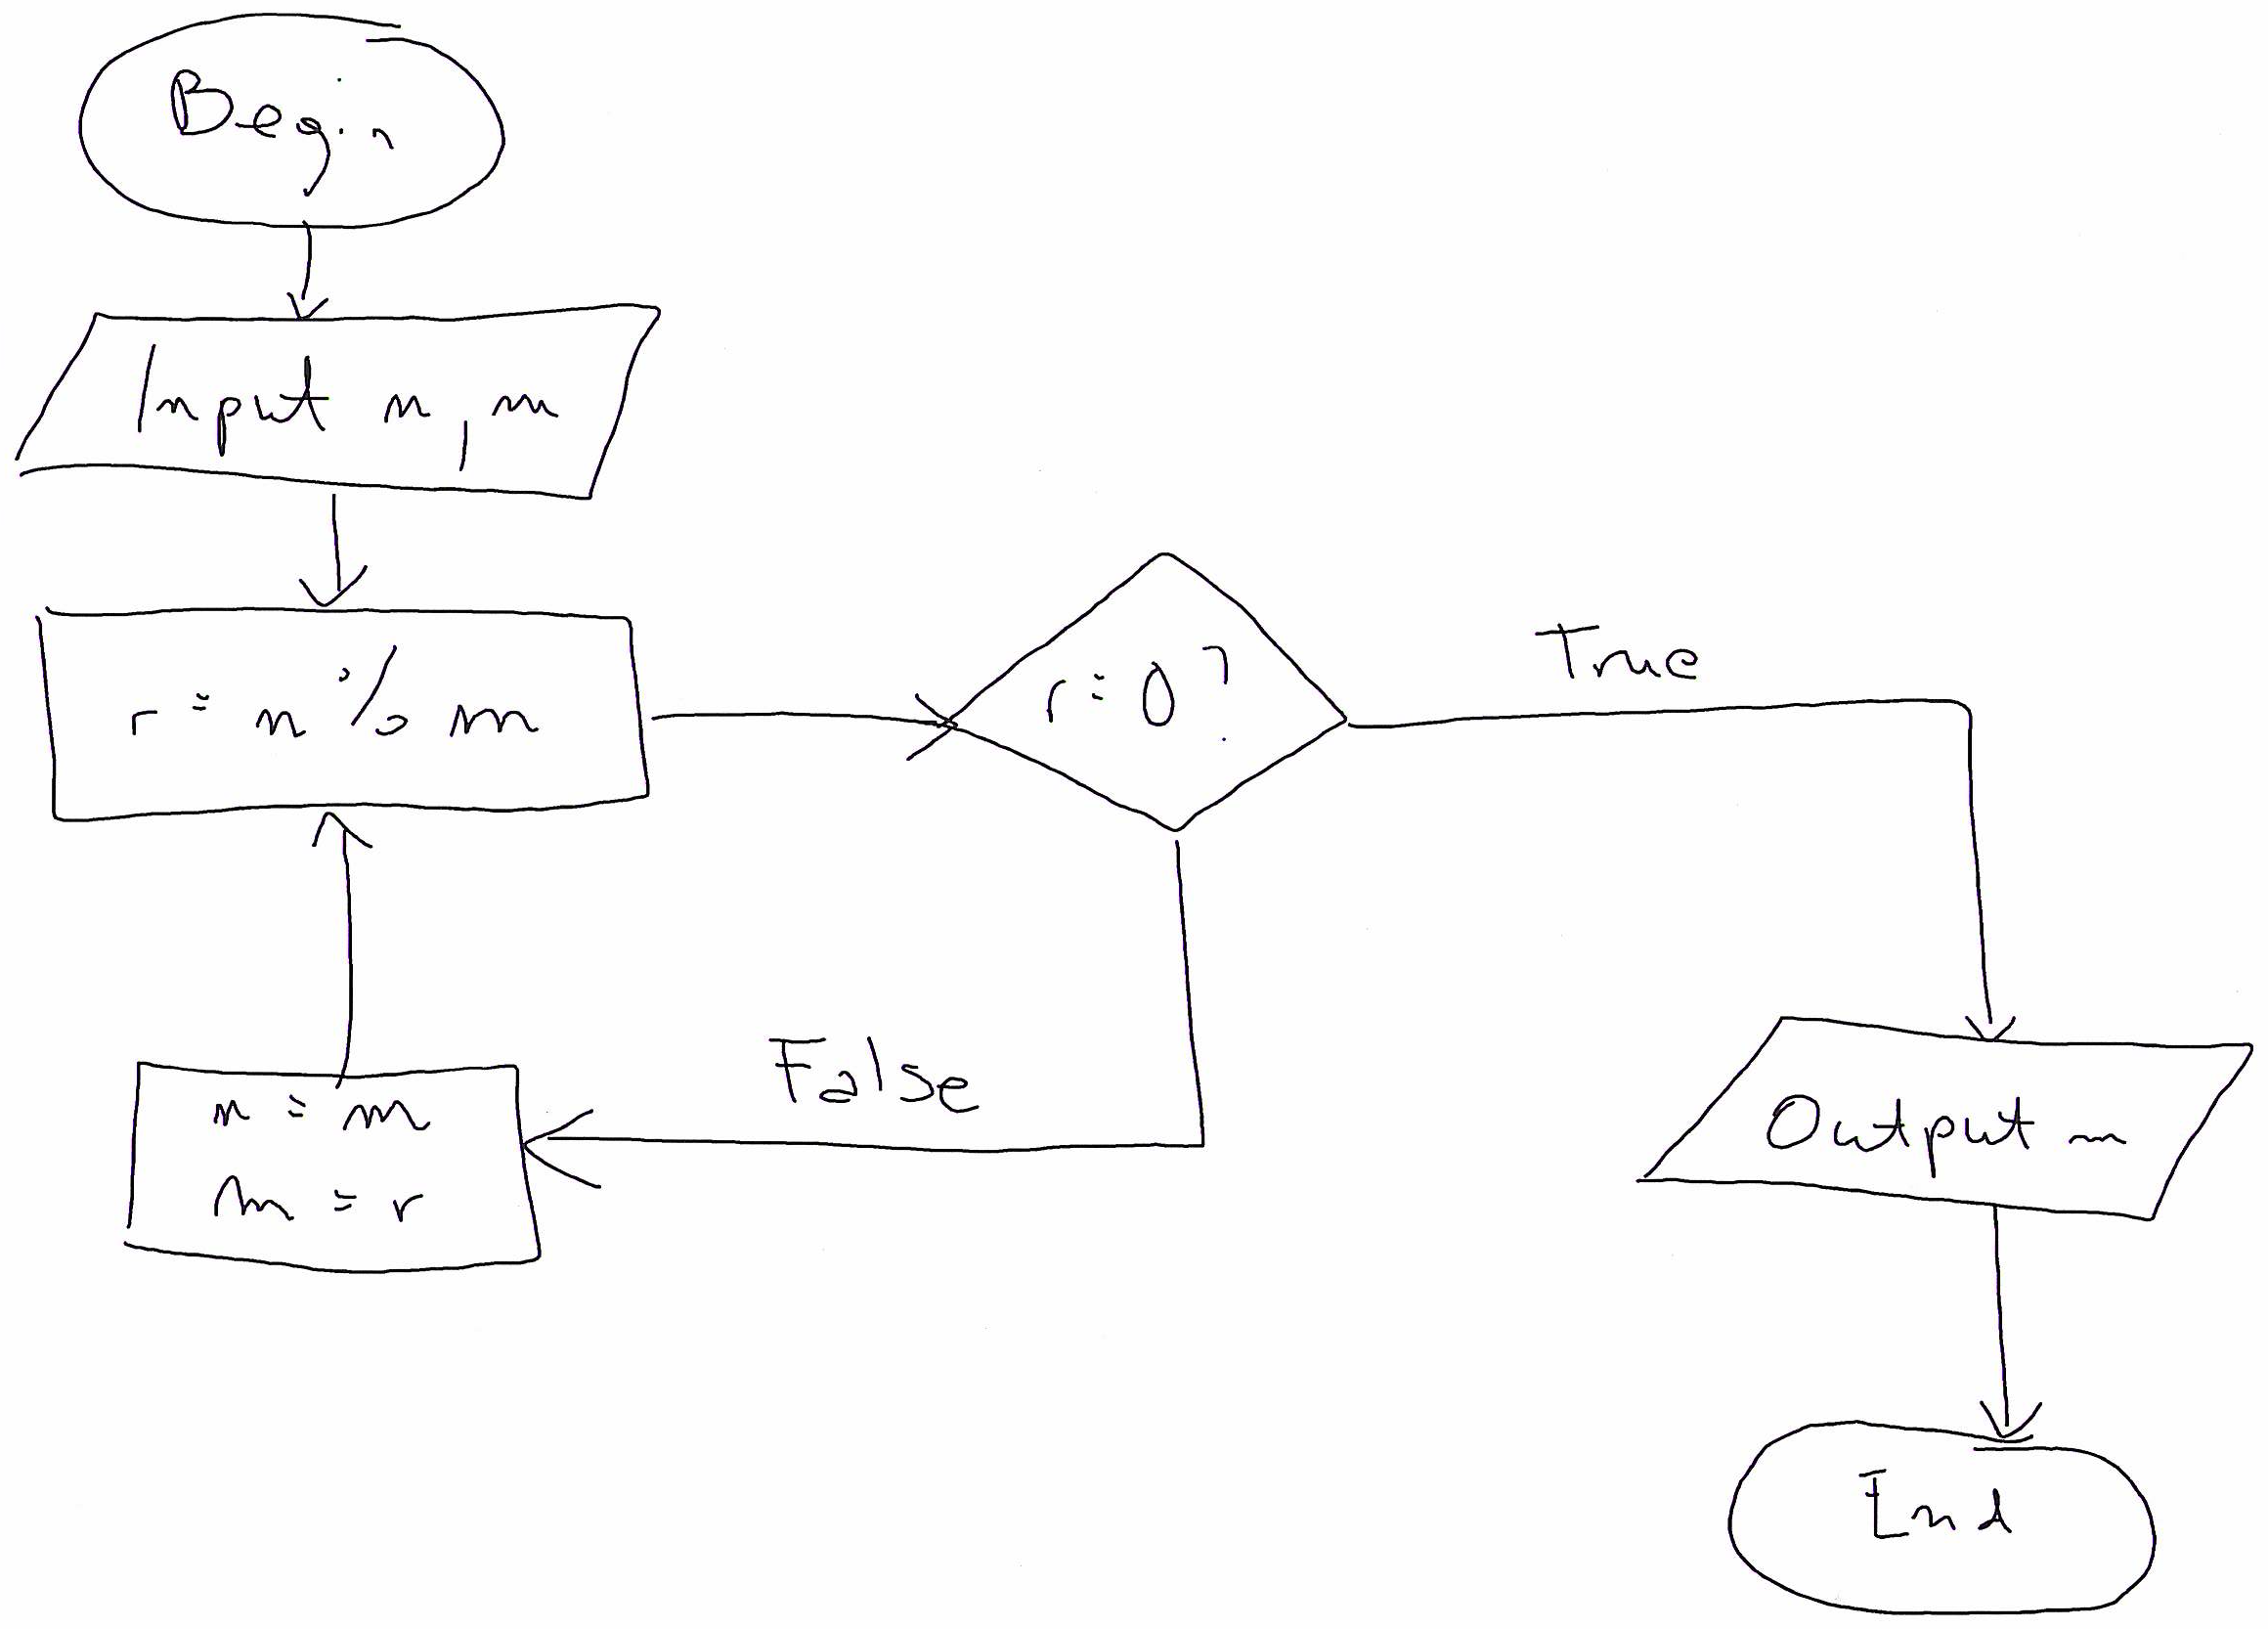 Begin
Input n, m
r = n % m
r = 0?
True
False
n = m
m = r
Output m
End